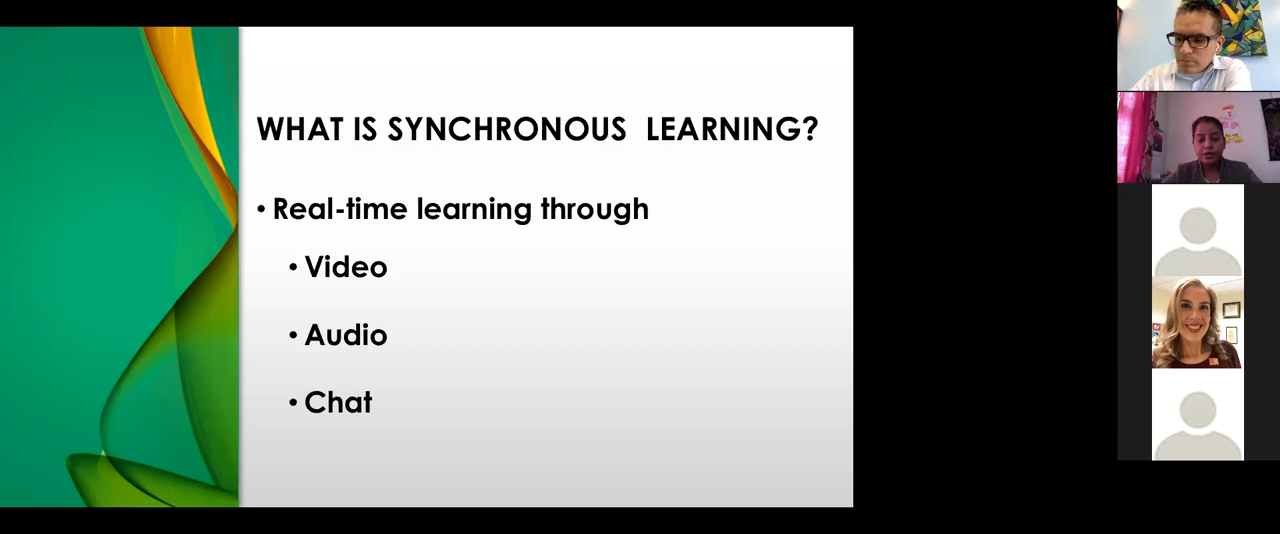 WHAT IS SYNCHRONOUS LEARNING?
• Real-time learning through
• Video
• Audio
• Chat